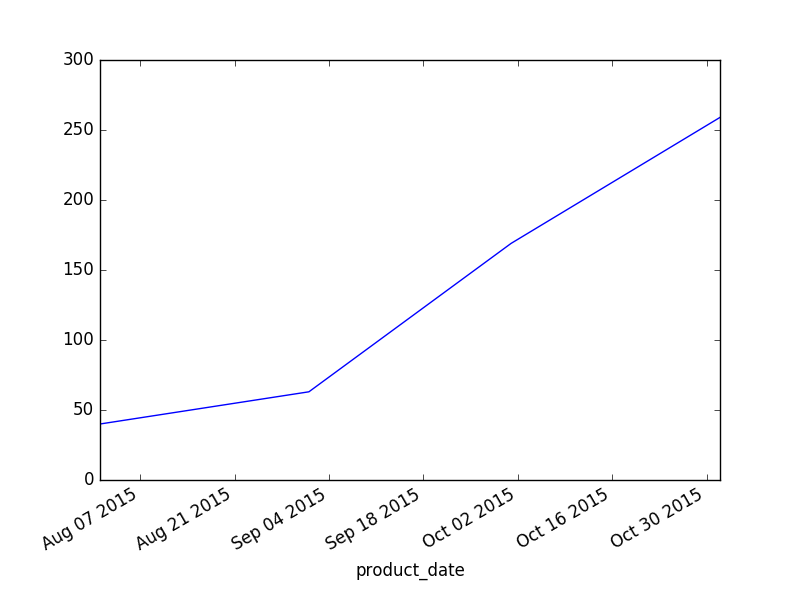 300
250
200
150
100
50
0
Aug 07 2015
Aug 21 2015
Sep 04 2015
Sep 18 2015
Oct 02 2015
Oct 16 2015
Oct 30 2015
product_date